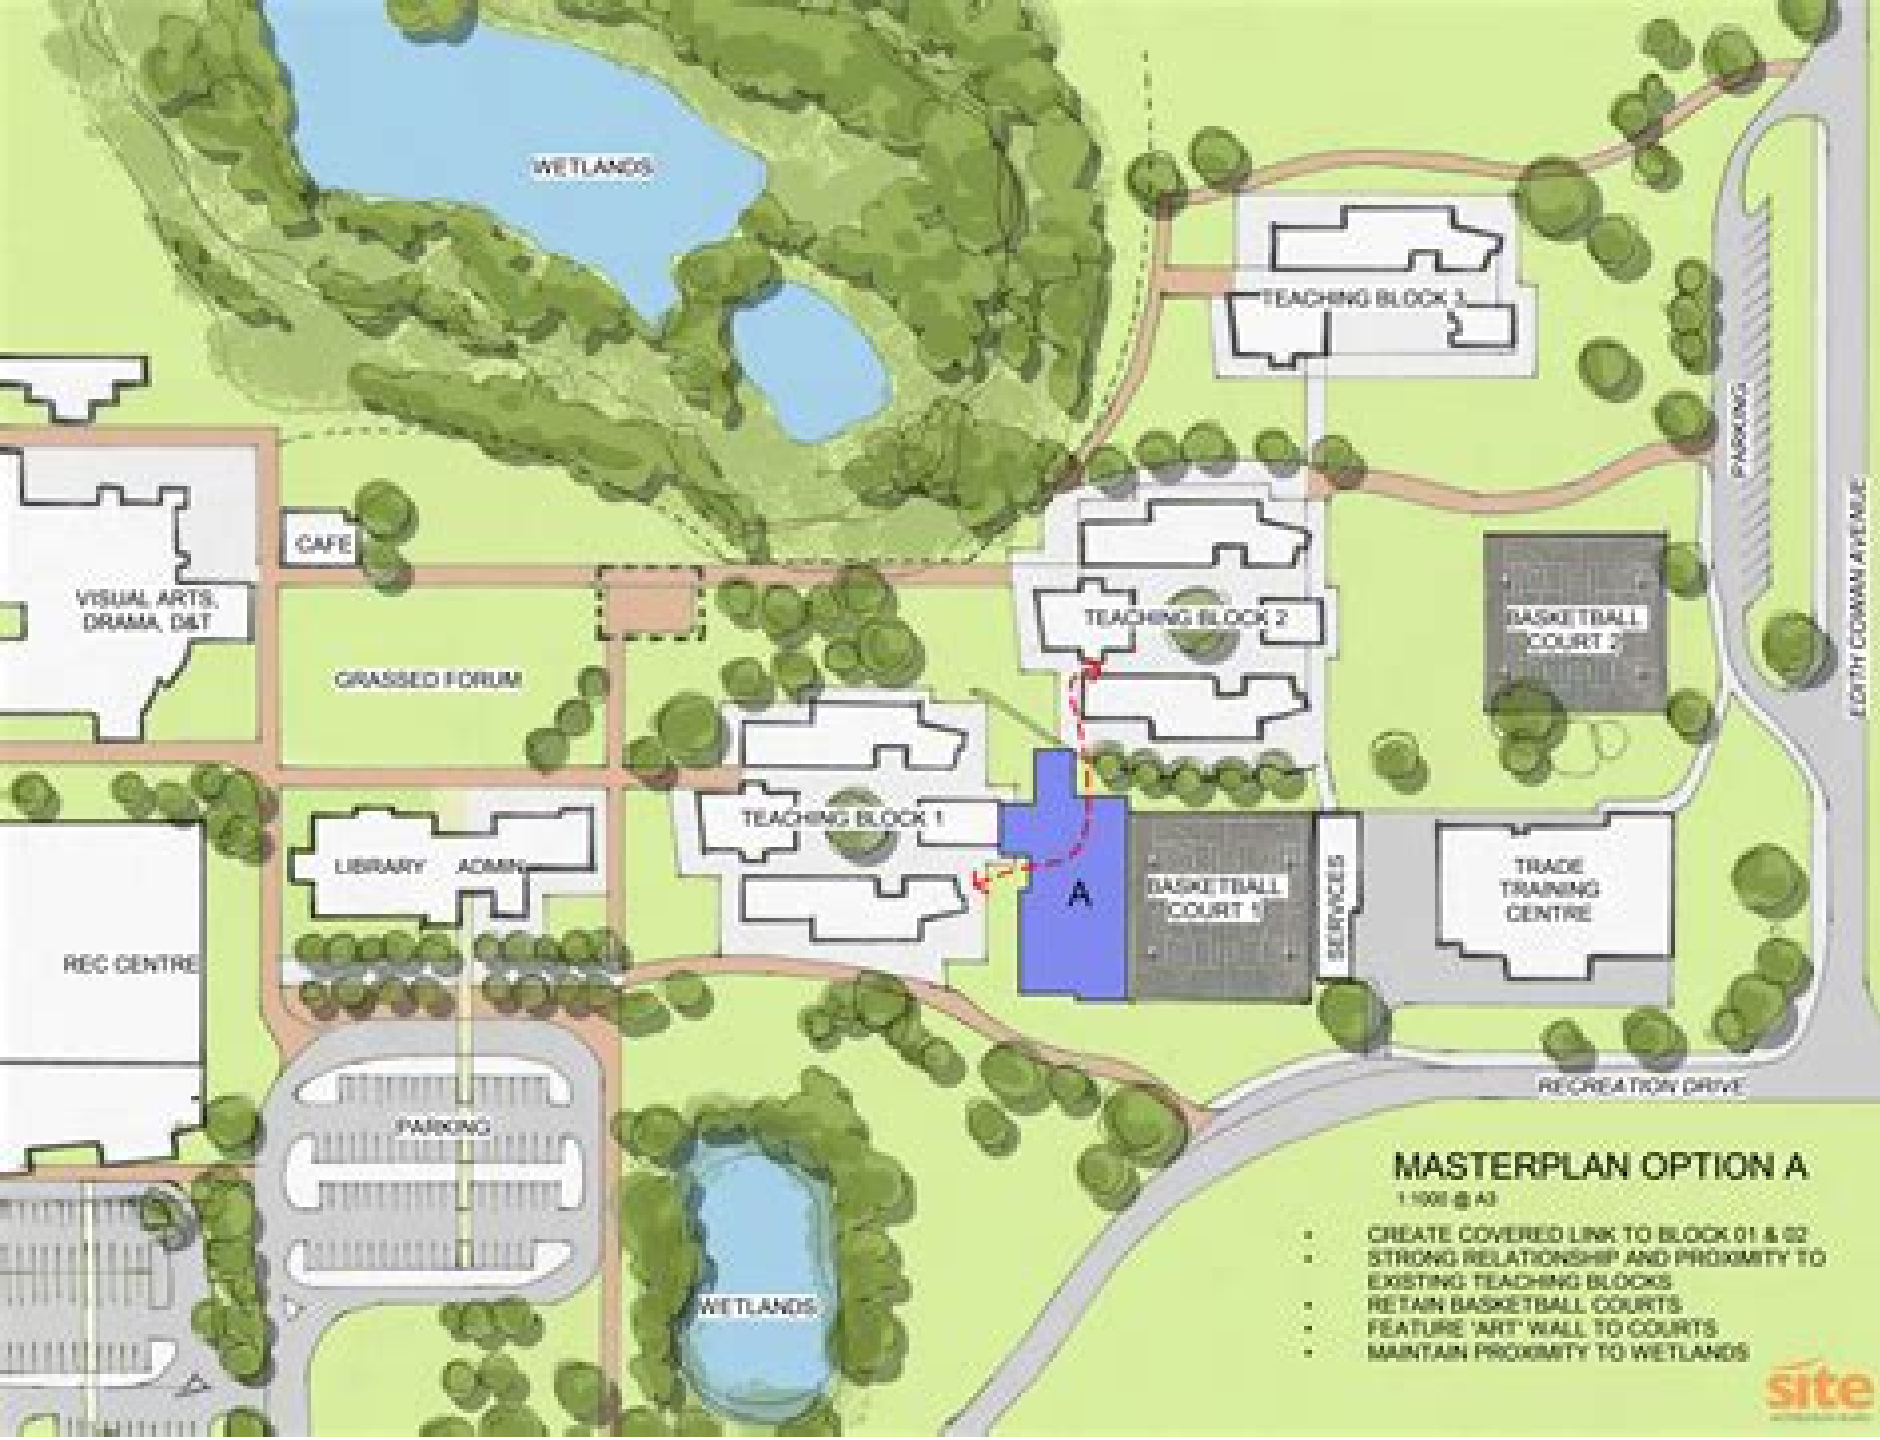 WETLANDS
TEACHING BLOCK 3
PARKING
EDITH COWAN AVENUE
CAFE
VISUAL ARTS,
DRAMA, D&T
TEACHING BLOCK 2
BASKETBALL
COURT 2
GRASSED FORUM
TEACHING BLOCK 1
LIBRARY
ADMIN
A
BASKETBALL
COURT 1
SERVICES
TRADE
TRAINING
CENTRE
REC CENTRE
RECREATION DRIVE
PARKING
WETLANDS
MASTERPLAN OPTION A
1:1000 @ A3
• CREATE COVERED LINK TO BLOCK 01 & 02
• STRONG RELATIONSHIP AND PROXIMITY TO
EXISTING TEACHING BLOCKS
• RETAIN BASKETBALL COURTS
• FEATURE 'ART' WALL TO COURTS
• MAINTAIN PROXIMITY TO WETLANDS
site